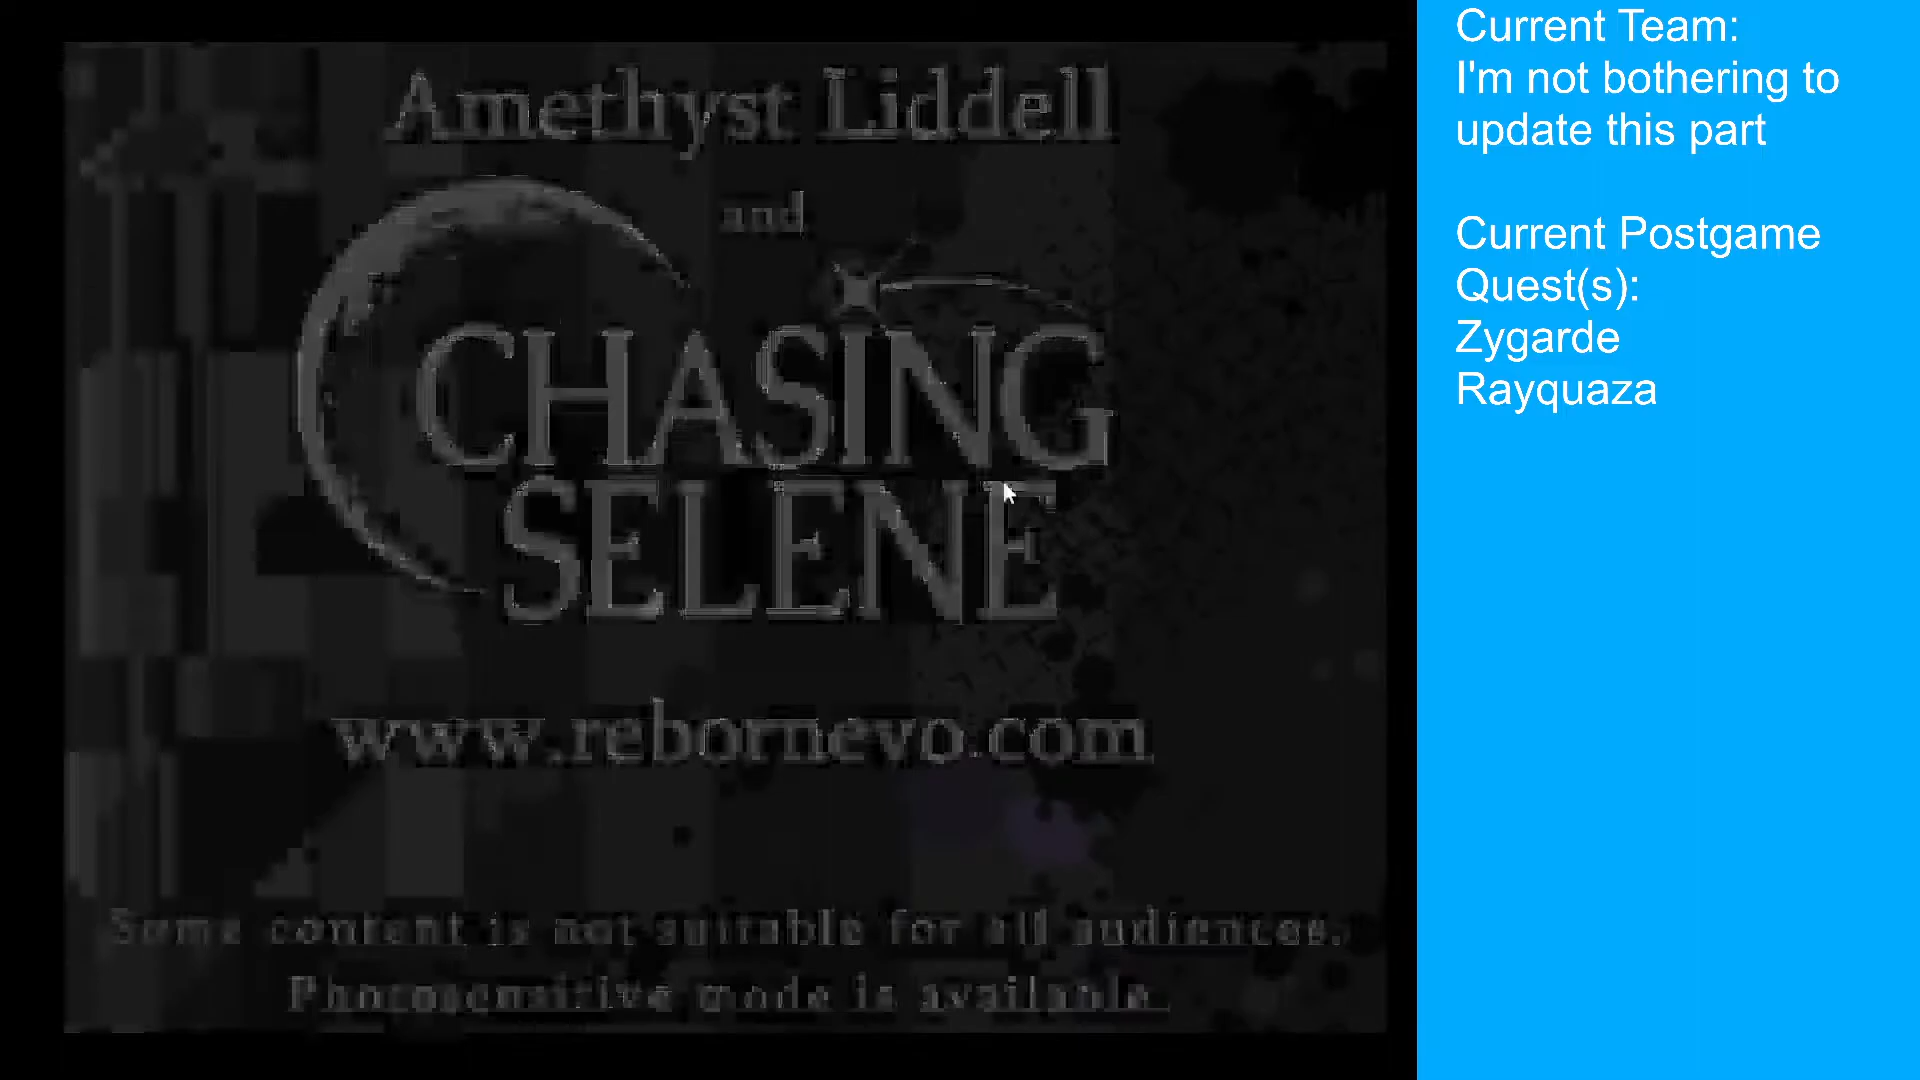 Amethyst Liddell
and
CHASING
SELENE
www.rebornevo.com
Some content is not suitable for all audiences.
Photosensitive mode is available.
Current Team:
I'm not bothering to
update this part
Current Postgame
Quest(s):
Zygarde
Rayquaza